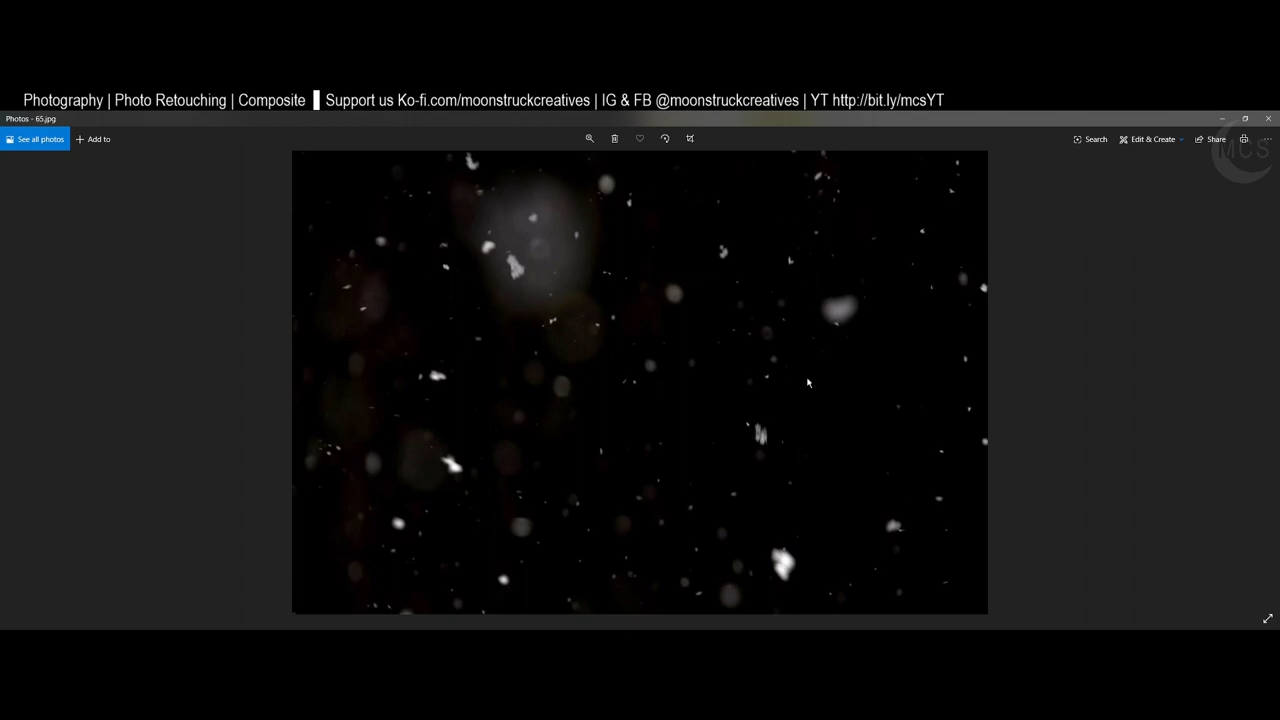 Photography | Photo Retouching | Composite ▌Support us Ko-fi.com/moonstruckcreatives | IG & FB @moonstruckcreatives | YT http://bit.ly/mcsYT
Photos - 65.jpg
See all photos + Add to Search Edit & Create Share
MCS